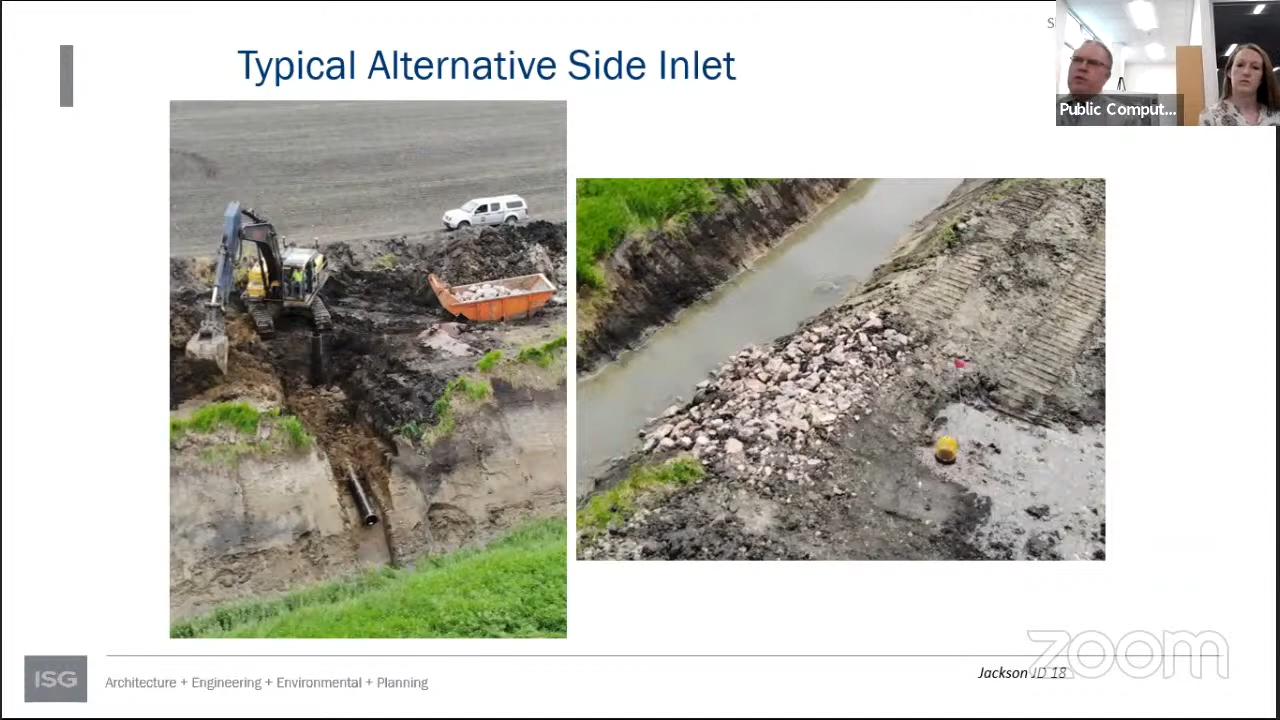 Typical Alternative Side Inlet
Public Comput...
ISG
Architecture + Engineering + Environmental + Planning
Jackson JD 18
zoom